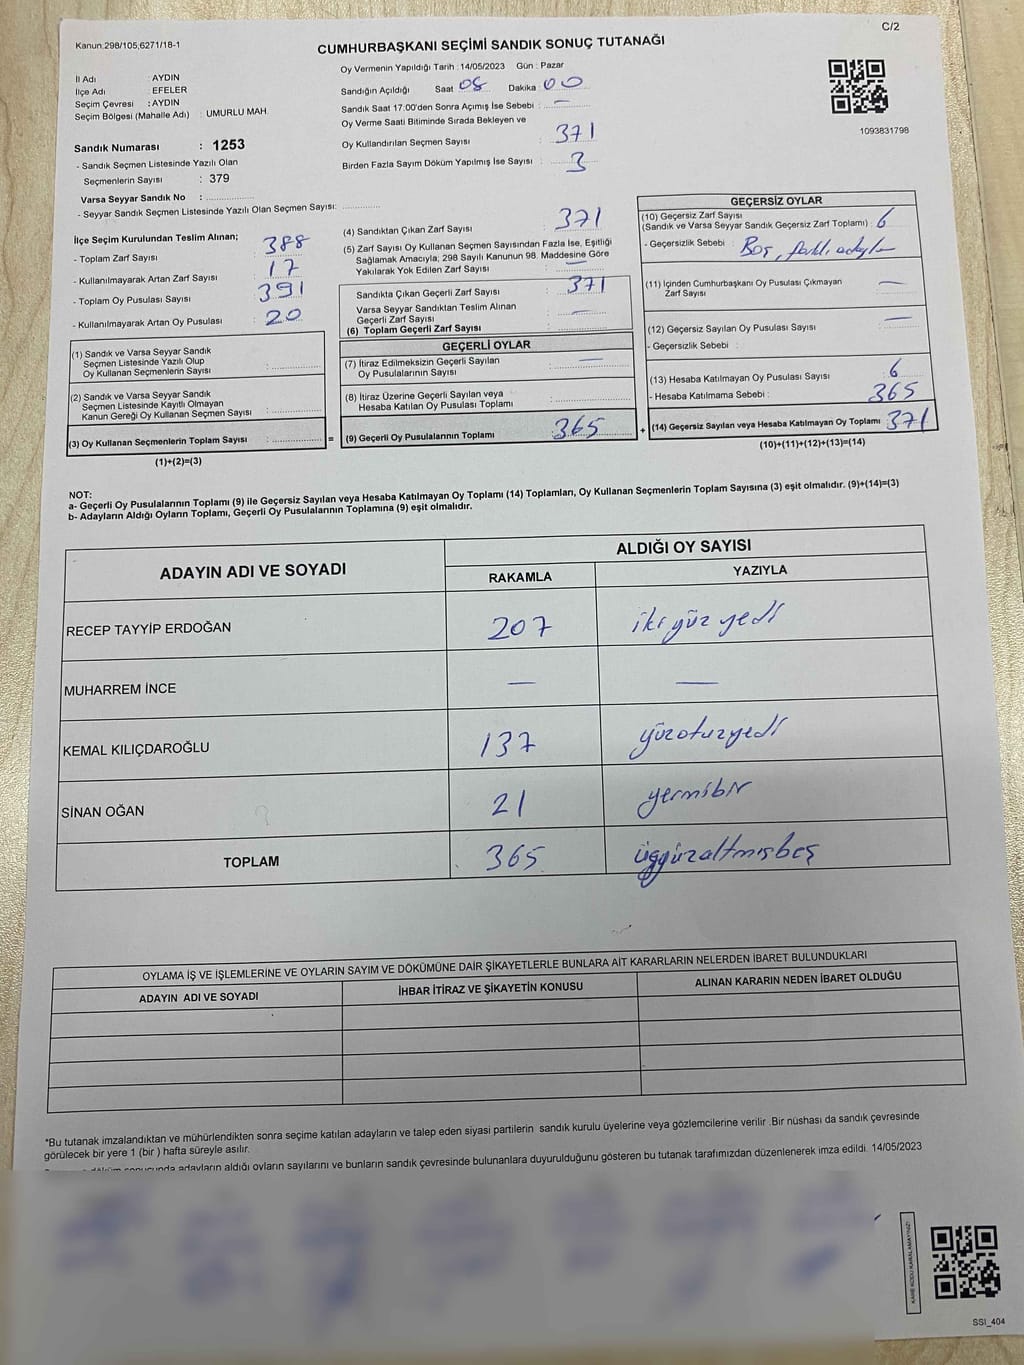 C/2
Kanun:298/105;6271/18-1
CUMHURBAŞKANI SEÇİMİ SANDIK SONUÇ TUTANAĞI
İl Adı : AYDIN
İlçe Adı : EFELER
Seçim Çevresi : AYDIN
Seçim Bölgesi (Mahalle Adı) : UMURLU MAH.
Oy Vermenin Yapıldığı Tarih : 14/05/2023 Gün : Pazar
Sandığın Açıldığı Saat 08 Dakika 00
Sandık Saat 17:00'den Sonra Açımış İse Sebebi : —
Oy Verme Saati Bitiminde Sırada Bekleyen ve
Oy Kullandırılan Seçmen Sayısı : 371
Birden Fazla Sayım Döküm Yapılmış İse Sayısı : 3
1093831798
Sandık Numarası : 1253
- Sandık Seçmen Listesinde Yazılı Olan
Seçmenlerin Sayısı : 379
Varsa Seyyar Sandık No : ....................
- Seyyar Sandık Seçmen Listesinde Yazılı Olan Seçmen Sayısı: ................
İlçe Seçim Kurulundan Teslim Alınan;
- Toplam Zarf Sayısı : 388
- Kullanılmayarak Artan Zarf Sayısı : 17
- Toplam Oy Pusulası Sayısı : 391
- Kullanılmayarak Artan Oy Pusulası : 20
(1) Sandık ve Varsa Seyyar Sandık
Seçmen Listesinde Yazılı Olup
Oy Kullanan Seçmenlerin Sayısı : ................
(2) Sandık ve Varsa Seyyar Sandık
Seçmen Listesinde Kayıtlı Olmayan
Kanun Gereği Oy Kullanan Seçmen Sayısı : ................
(3) Oy Kullanan Seçmenlerin Toplam Sayısı : ................ =
(1)+(2)=(3)
(4) Sandıktan Çıkan Zarf Sayısı : 371
(5) Zarf Sayısı Oy Kullanan Seçmen Sayısından Fazla İse, Eşitliği
Sağlamak Amacıyla; 298 Sayılı Kanunun 98. Maddesine Göre
Yakılarak Yok Edilen Zarf Sayısı : —
Sandıkta Çıkan Geçerli Zarf Sayısı : 371
Varsa Seyyar Sandıktan Teslim Alınan
Geçerli Zarf Sayısı : —
(6) Toplam Geçerli Zarf Sayısı : ................
GEÇERLİ OYLAR
(7) İtiraz Edilmeksizin Geçerli Sayılan
Oy Pusulalarının Sayısı : —
(8) İtiraz Üzerine Geçerli Sayılan veya
Hesaba Katılan Oy Pusulası Toplamı : ................
(9) Geçerli Oy Pusulalarının Toplamı : 365 +
GEÇERSİZ OYLAR
(10) Geçersiz Zarf Sayısı
(Sandık ve Varsa Seyyar Sandık Geçersiz Zarf Toplamı) : 6
- Geçersizlik Sebebi : Boş,
(11) İçinden Cumhurbaşkanı Oy Pusulası Çıkmayan
Zarf Sayısı : —
(12) Geçersiz Sayılan Oy Pusulası Sayısı : —
- Geçersizlik Sebebi :
(13) Hesaba Katılmayan Oy Pusulası Sayısı : 6
- Hesaba Katılmama Sebebi : 365
(14) Geçersiz Sayılan veya Hesaba Katılmayan Oy Toplamı : 371
(10)+(11)+(12)+(13)=(14)
NOT:
a- Geçerli Oy Pusulalarının Toplamı (9) ile Geçersiz Sayılan veya Hesaba Katılmayan Oy Toplamı (14) Toplamları, Oy Kullanan Seçmenlerin Toplam Sayısına (3) eşit olmalıdır. (9)+(14)=(3)
b- Adayların Aldığı Oyların Toplamı, Geçerli Oy Pusulalarının Toplamına (9) eşit olmalıdır.
ADAYIN ADI VE SOYADI
ALDIĞI OY SAYISI
RAKAMLA YAZIYLA
RECEP TAYYİP ERDOĞAN 207 iki yüz yedi
MUHARREM İNCE — —
KEMAL KILIÇDAROĞLU 137 yüzotuzyedi
SİNAN OĞAN 21 yermibir
TOPLAM 365 üçyüzaltmışbeş
OYLAMA İŞ VE İŞLEMLERİNE VE OYLARIN SAYIM VE DÖKÜMÜNE DAİR ŞİKAYETLERLE BUNLARA AİT KARARLARIN NELERDEN İBARET BULUNDUKLARI
ADAYIN ADI VE SOYADI İHBAR İTİRAZ VE ŞİKAYETİN KONUSU ALINAN KARARIN NEDEN İBARET OLDUĞU
*Bu tutanak imzalandıktan ve mühürlendikten sonra seçime katılan adayların ve talep eden siyasi partilerin sandık kurulu üyelerine veya gözlemcilerine verilir .Bir nüshası da sandık çevresinde
görülecek bir yere 1 (bir ) hafta süreyle asılır.
sonucunda adayların aldığı oyların sayılarını ve bunların sandık çevresinde bulunanlara duyurulduğunu gösteren bu tutanak tarafımızdan düzenlenerek imza edildi. 14/05/2023
KARE KODU KARALAMAYINIZ!
SSI_404